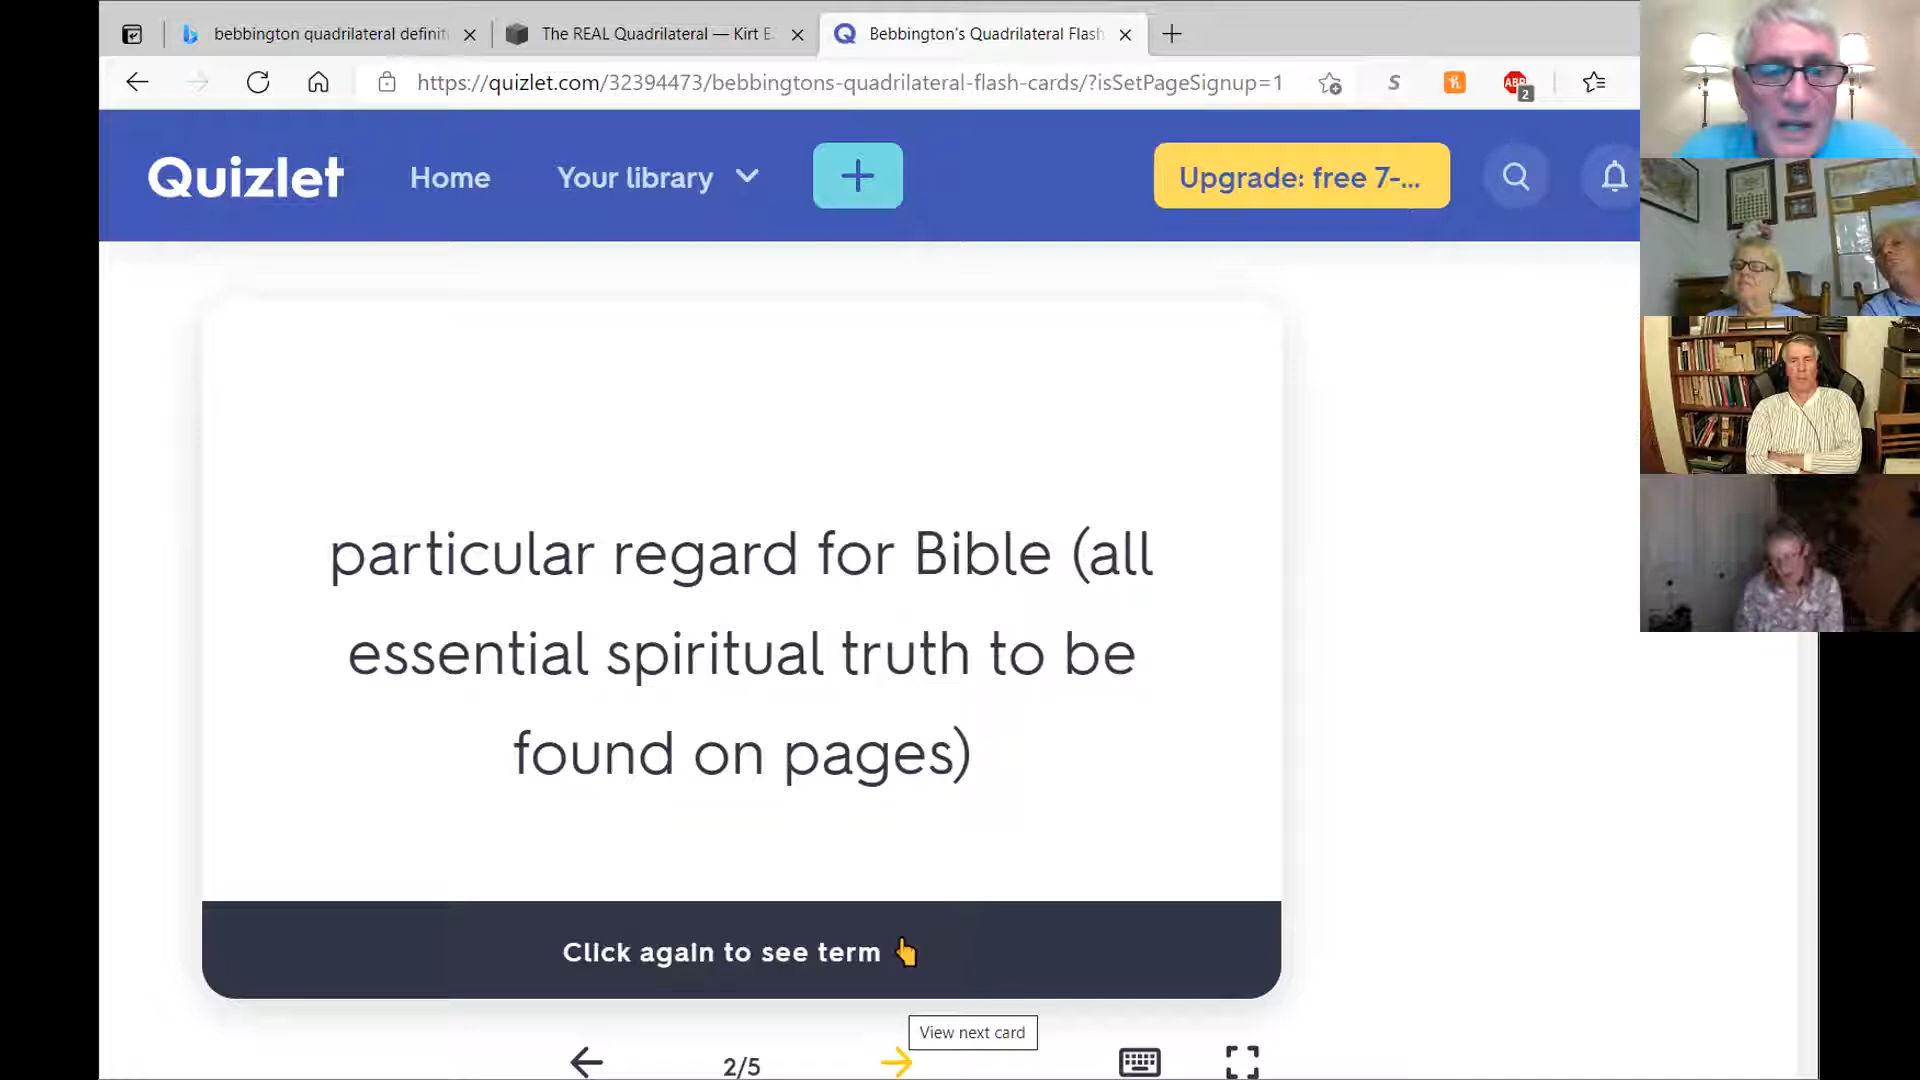 bebbington quadrilateral definit
The REAL Quadrilateral — Kirt E
Bebbington's Quadrilateral Flash
https://quizlet.com/32394473/bebbingtons-quadrilateral-flash-cards/?isSetPageSignup=1
S
ABP
2
Quizlet
Home
Your library
Upgrade: free 7-...
particular regard for Bible (all
essential spiritual truth to be
found on pages)
Click again to see term
View next card
2/5